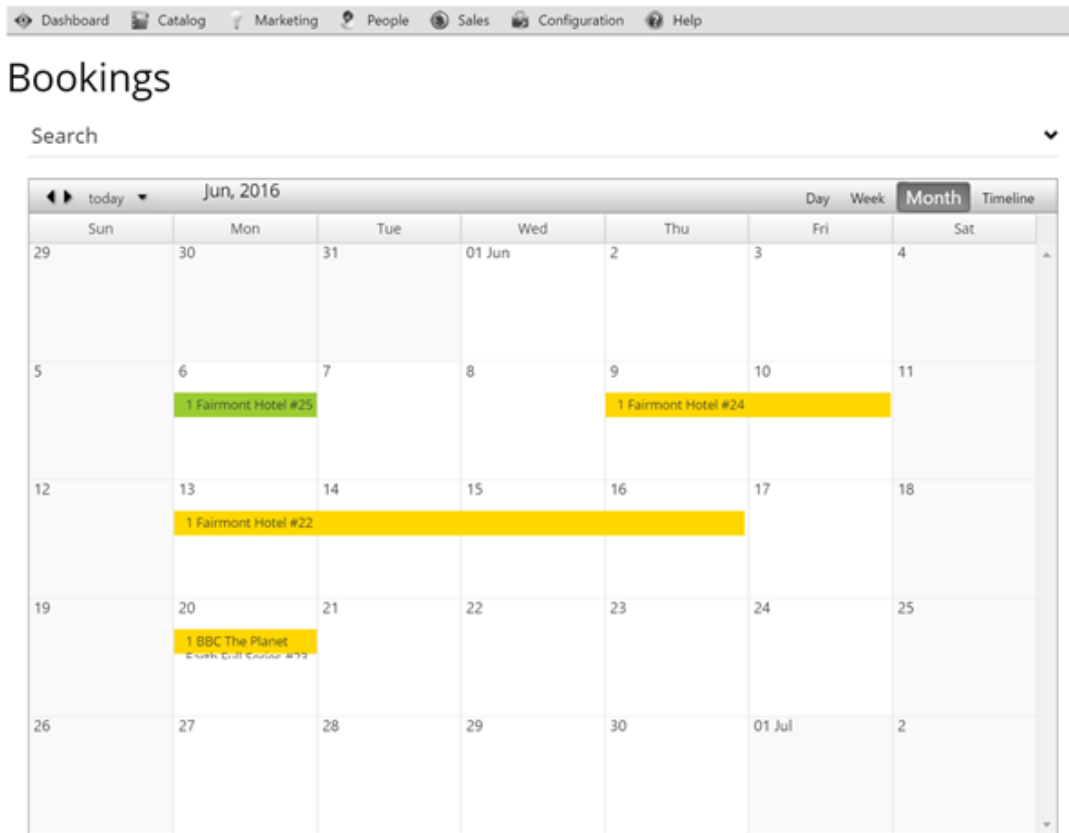 Dashboard Catalog Marketing People Sales Configuration Help
Bookings
Search
today Jun, 2016 Day Week Month Timeline
Sun Mon Tue Wed Thu Fri Sat
29 30 31 01 Jun 2 3 4
5 6 7 8 9 10 11
1 Fairmont Hotel #25 1 Fairmont Hotel #24
12 13 14 15 16 17 18
1 Fairmont Hotel #22
19 20 21 22 23 24 25
1 BBC The Planet
Earth Full Series #23
26 27 28 29 30 01 Jul 2